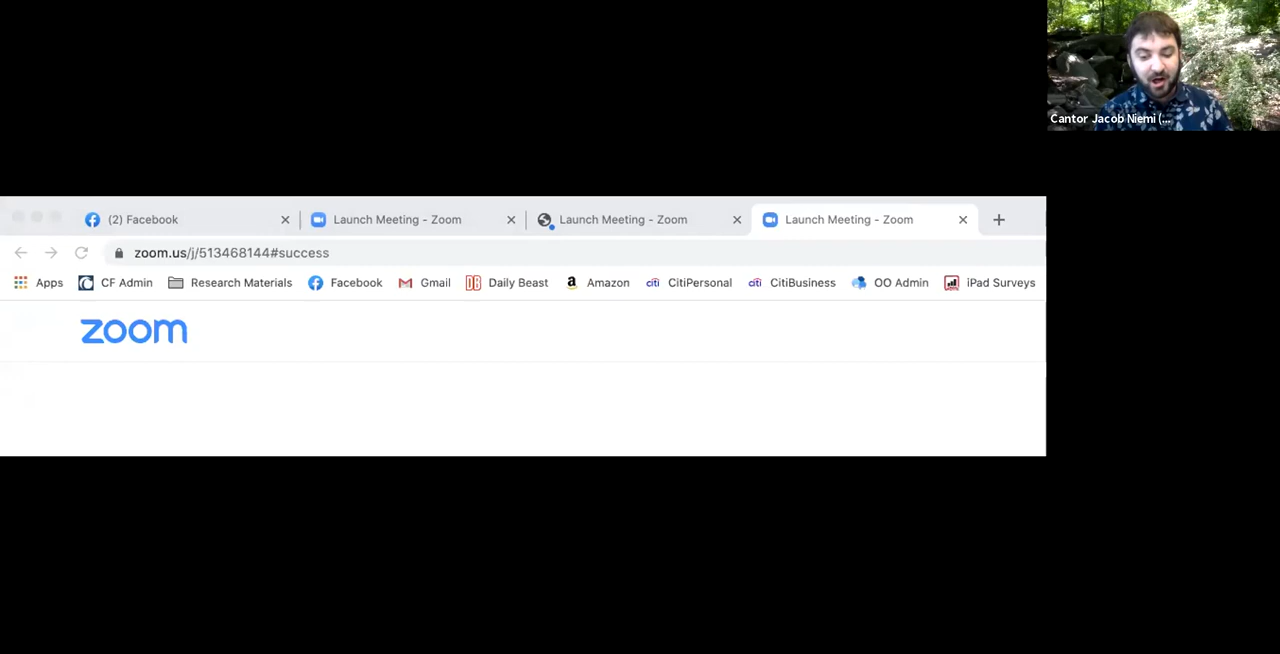 Cantor Jacob Niemi (...
(2) Facebook
Launch Meeting - Zoom
Launch Meeting - Zoom
Launch Meeting - Zoom
zoom.us/j/513468144#success
Apps CF Admin Research Materials Facebook Gmail Daily Beast Amazon CitiPersonal CitiBusiness OO Admin iPad Surveys
zoom